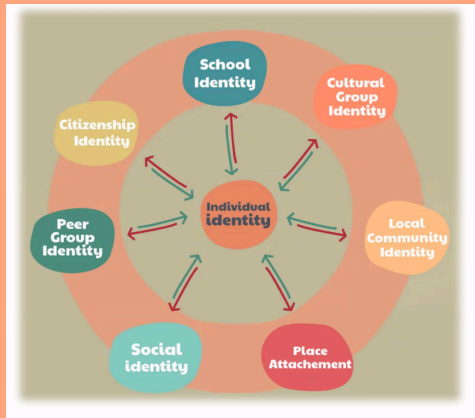 School
Identity
Cultural
Group
Identity
Citizenship
Identity
Individual
identity
Peer
Group
Identity
Local
Community
Identity
Social
identity
Place
Attachement